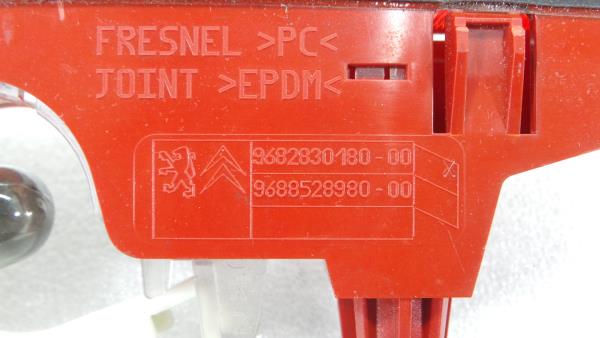 FRESNEL >PC<
JOINT >EPDM<
9682830180-00
9688528980-00